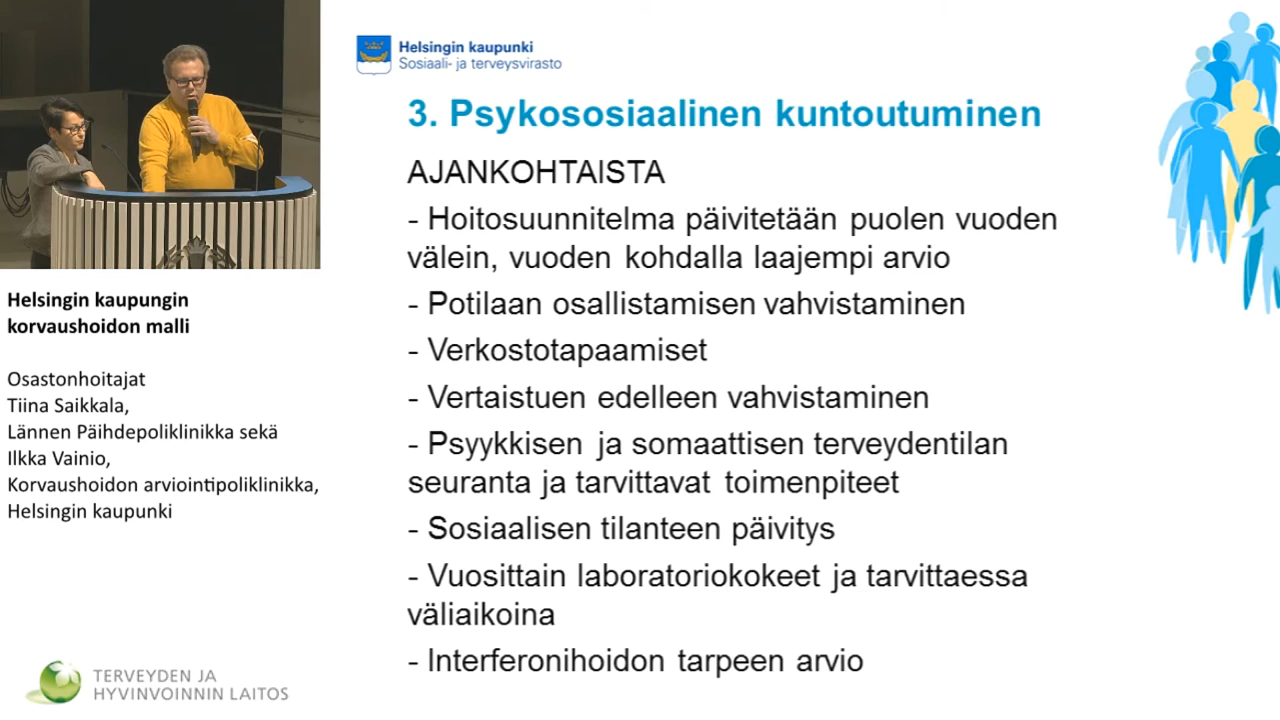 Helsingin kaupunki
Sosiaali- ja terveysvirasto
3. Psykososiaalinen kuntoutuminen
AJANKOHTAISTA
- Hoitosuunnitelma päivitetään puolen vuoden
välein, vuoden kohdalla laajempi arvio
- Potilaan osallistamisen vahvistaminen
- Verkostotapaamiset
- Vertaistuen edelleen vahvistaminen
- Psyykkisen ja somaattisen terveydentilan
seuranta ja tarvittavat toimenpiteet
- Sosiaalisen tilanteen päivitys
- Vuosittain laboratoriokokeet ja tarvittaessa
väliaikoina
- Interferonihoidon tarpeen arvio
Helsingin kaupungin
korvaushoidon malli
Osastonhoitajat
Tiina Saikkala,
Lännen Päihdepoliklinikka sekä
Ilkka Vainio,
Korvaushoidon arviointipoliklinikka,
Helsingin kaupunki
TERVEYDEN JA
HYVINVOINNIN LAITOS